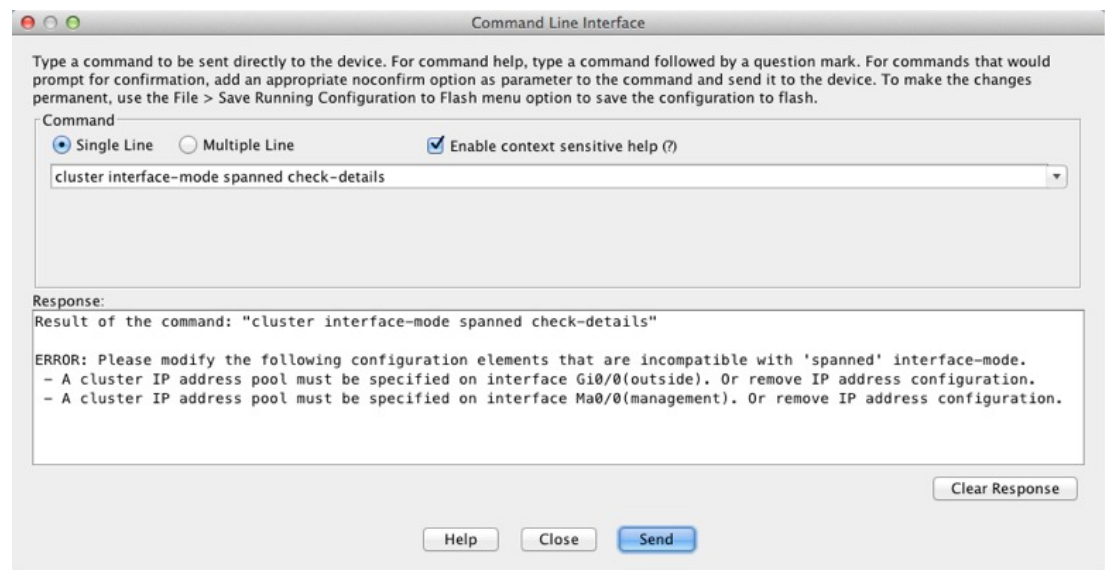 Command Line Interface
Type a command to be sent directly to the device. For command help, type a command followed by a question mark. For commands that would
prompt for confirmation, add an appropriate noconfirm option as parameter to the command and send it to the device. To make the changes
permanent, use the File > Save Running Configuration to Flash menu option to save the configuration to flash.
Command
Single Line Multiple Line Enable context sensitive help (?)
cluster interface-mode spanned check-details
Response:
Result of the command: "cluster interface-mode spanned check-details"
ERROR: Please modify the following configuration elements that are incompatible with 'spanned' interface-mode.
- A cluster IP address pool must be specified on interface Gi0/0(outside). Or remove IP address configuration.
- A cluster IP address pool must be specified on interface Ma0/0(management). Or remove IP address configuration.
Clear Response
Help Close Send